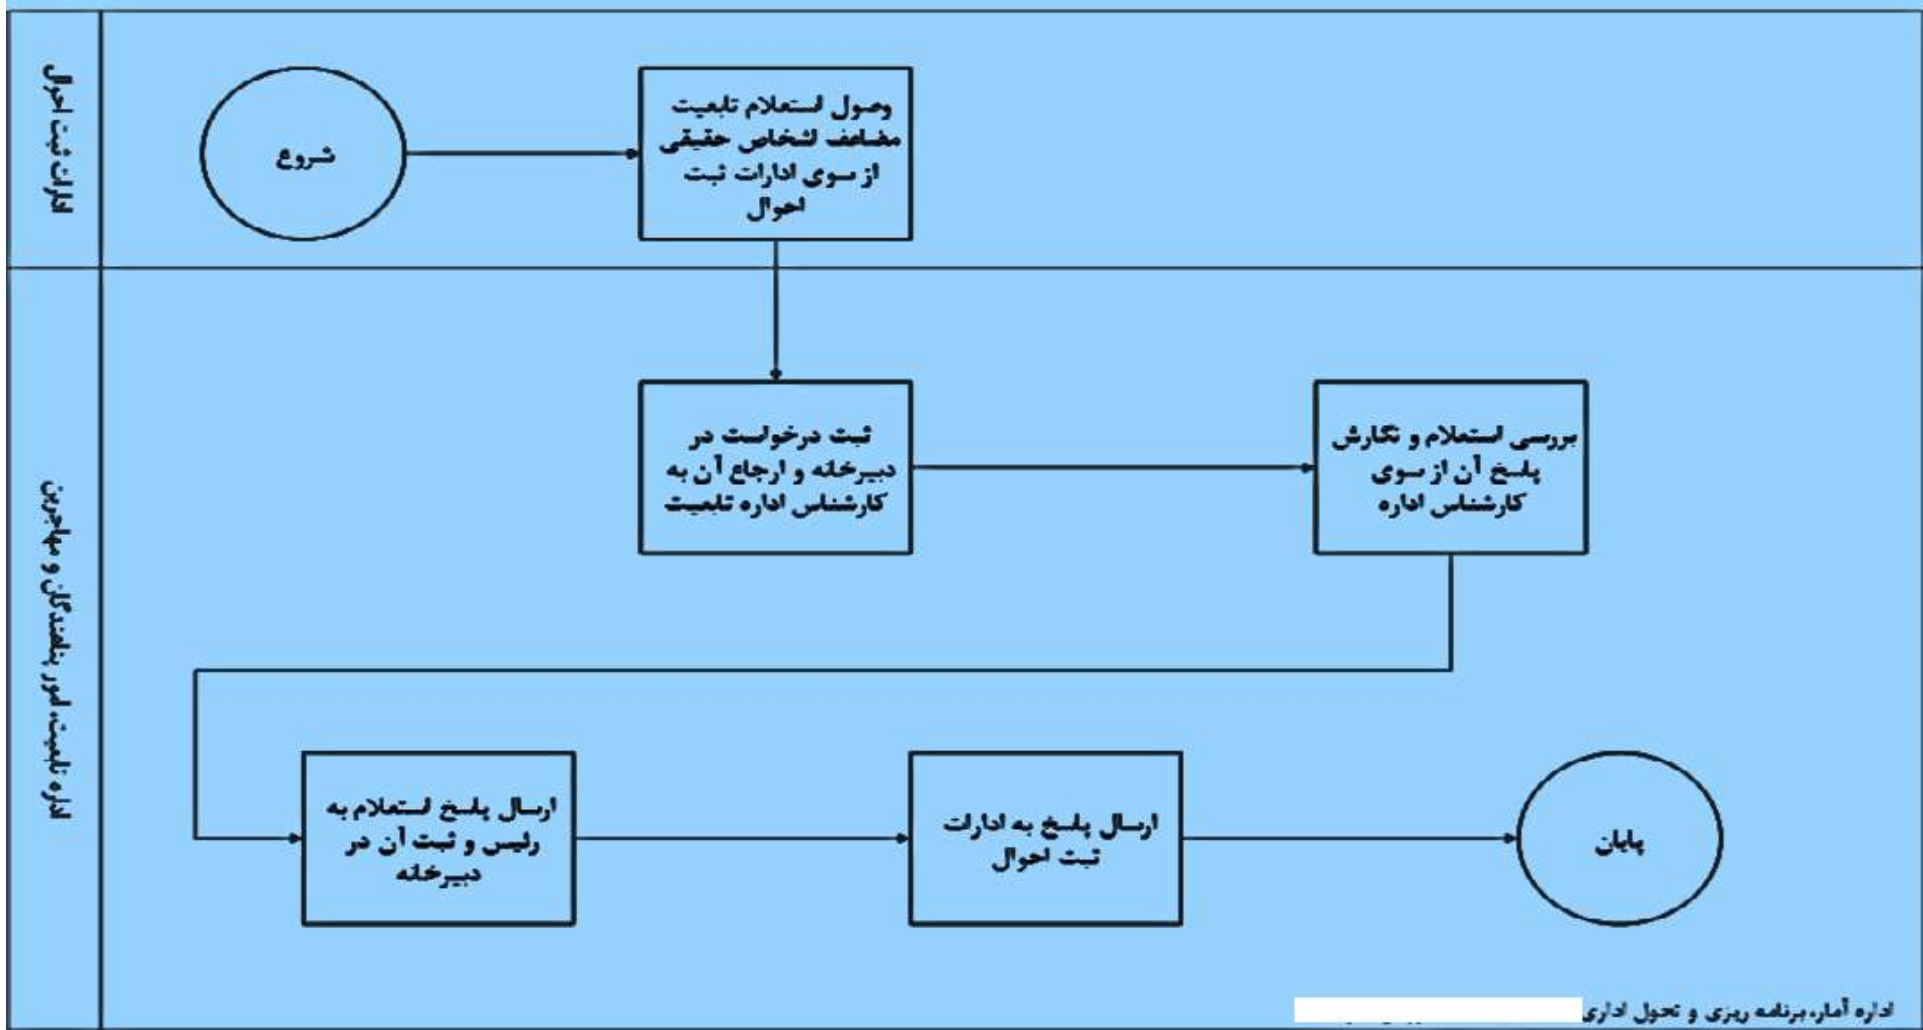 ادارات ثبت احوال
شروع
وصول استعلام تابعیت
مضاعف اشخاص حقیقی
از سوی ادارات ثبت
احوال
اداره تابعیت، امور پناهندگان و مهاجرین
ثبت درخواست در
دبیرخانه و ارجاع آن به
کارشناس اداره تابعیت
بررسی استعلام و نگارش
پاسخ آن از سوی
کارشناس اداره
ارسال پاسخ استعلام به
رئیس و ثبت آن در
دبیرخانه
ارسال پاسخ به ادارات
ثبت احوال
پایان
اداره آمار، برنامه ریزی و تحول اداری